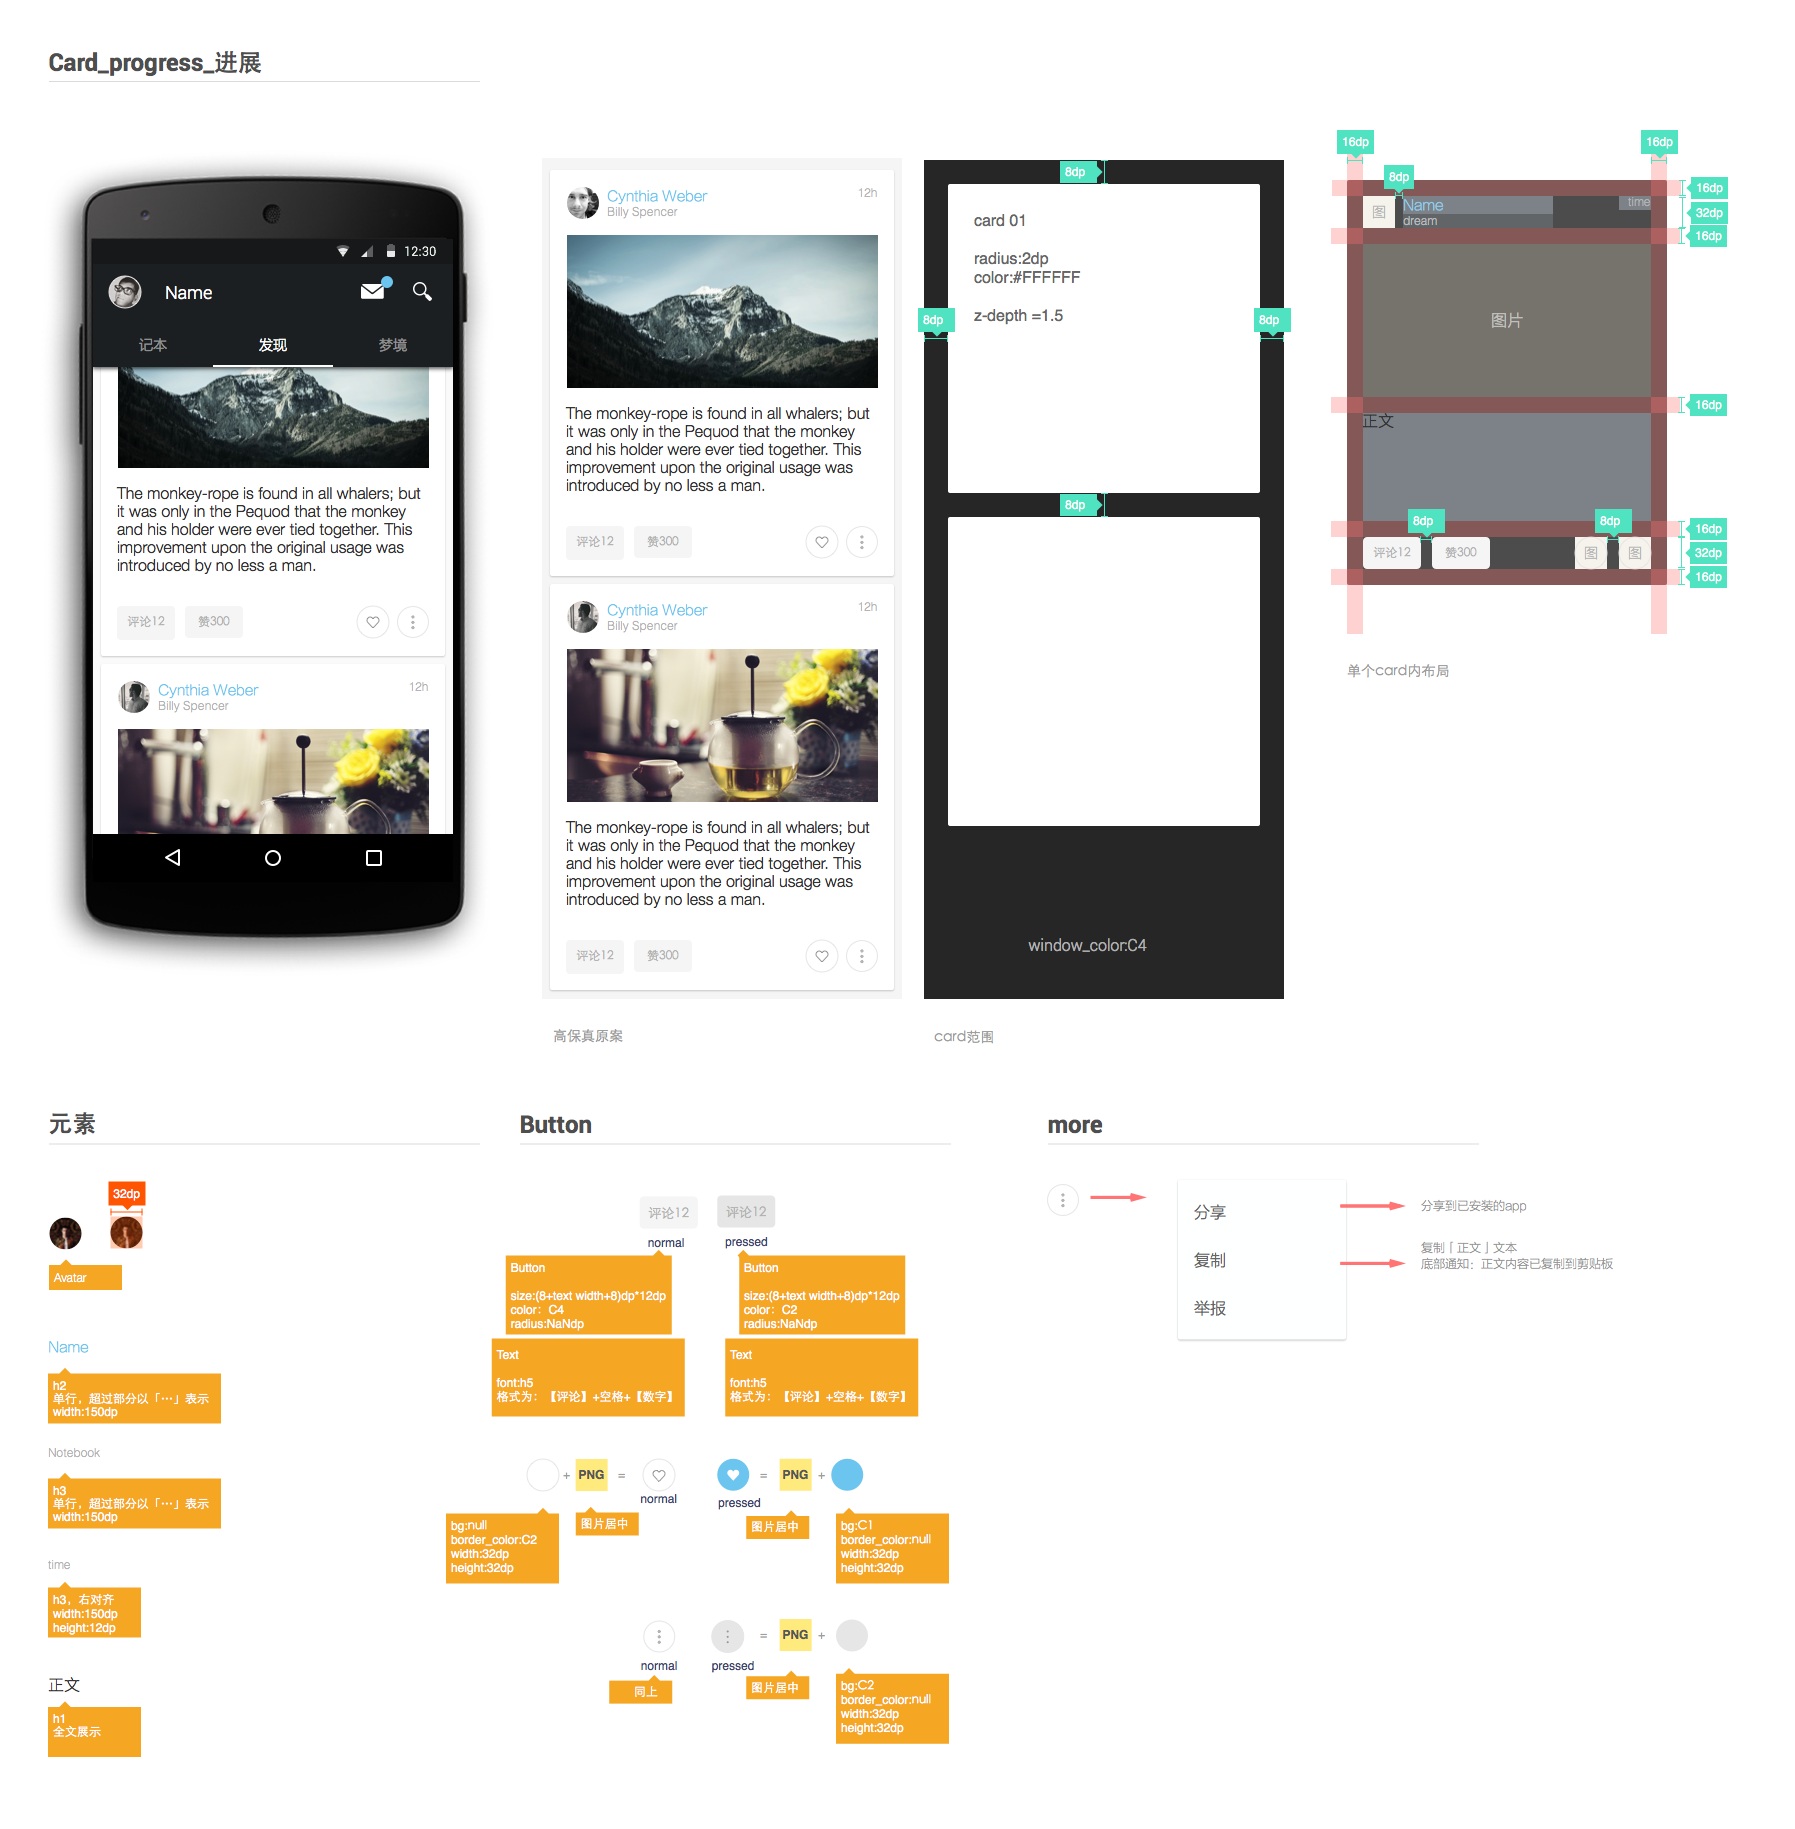 Card_progress_进展
12:30
Name
记本
发现
梦境
The monkey-rope is found in all whalers; but
it was only in the Pequod that the monkey
and his holder were ever tied together. This
improvement upon the original usage was
introduced by no less a man.
评论12
赞300
Cynthia Weber
12h
Billy Spencer
Cynthia Weber
12h
Billy Spencer
The monkey-rope is found in all whalers; but
it was only in the Pequod that the monkey
and his holder were ever tied together. This
improvement upon the original usage was
introduced by no less a man.
评论12
赞300
Cynthia Weber
12h
Billy Spencer
The monkey-rope is found in all whalers; but
it was only in the Pequod that the monkey
and his holder were ever tied together. This
improvement upon the original usage was
introduced by no less a man.
评论12
赞300
高保真原案
8dp
card 01
radius:2dp
color:#FFFFFF
z-depth =1.5
8dp
8dp
8dp
window_color:C4
card范围
16dp
16dp
8dp
16dp
图
Name
time
32dp
dream
16dp
图片
16dp
正文
8dp
8dp
16dp
评论12
赞300
图
图
32dp
16dp
单个card内布局
元素
32dp
Avatar
Name
h2
单行，超过部分以「…」表示
width:150dp
Notebook
h3
单行，超过部分以「…」表示
width:150dp
time
h3，右对齐
width:150dp
height:12dp
正文
h1
全文展示
Button
评论12
评论12
normal
pressed
Button
size:(8+text width+8)dp*12dp
color：C4
radius:NaNdp
Button
size:(8+text width+8)dp*12dp
color：C2
radius:NaNdp
Text
font:h5
格式为：【评论】+空格+【数字】
Text
font:h5
格式为：【评论】+空格+【数字】
+ PNG =
normal
= PNG +
pressed
bg:null
border_color:C2
width:32dp
height:32dp
图片居中
图片居中
bg:C1
border_color:null
width:32dp
height:32dp
= PNG +
normal
pressed
同上
图片居中
bg:C2
border_color:null
width:32dp
height:32dp
more
分享
分享到已安装的app
复制
复制「正文」文本
底部通知：正文内容已复制到剪贴板
举报